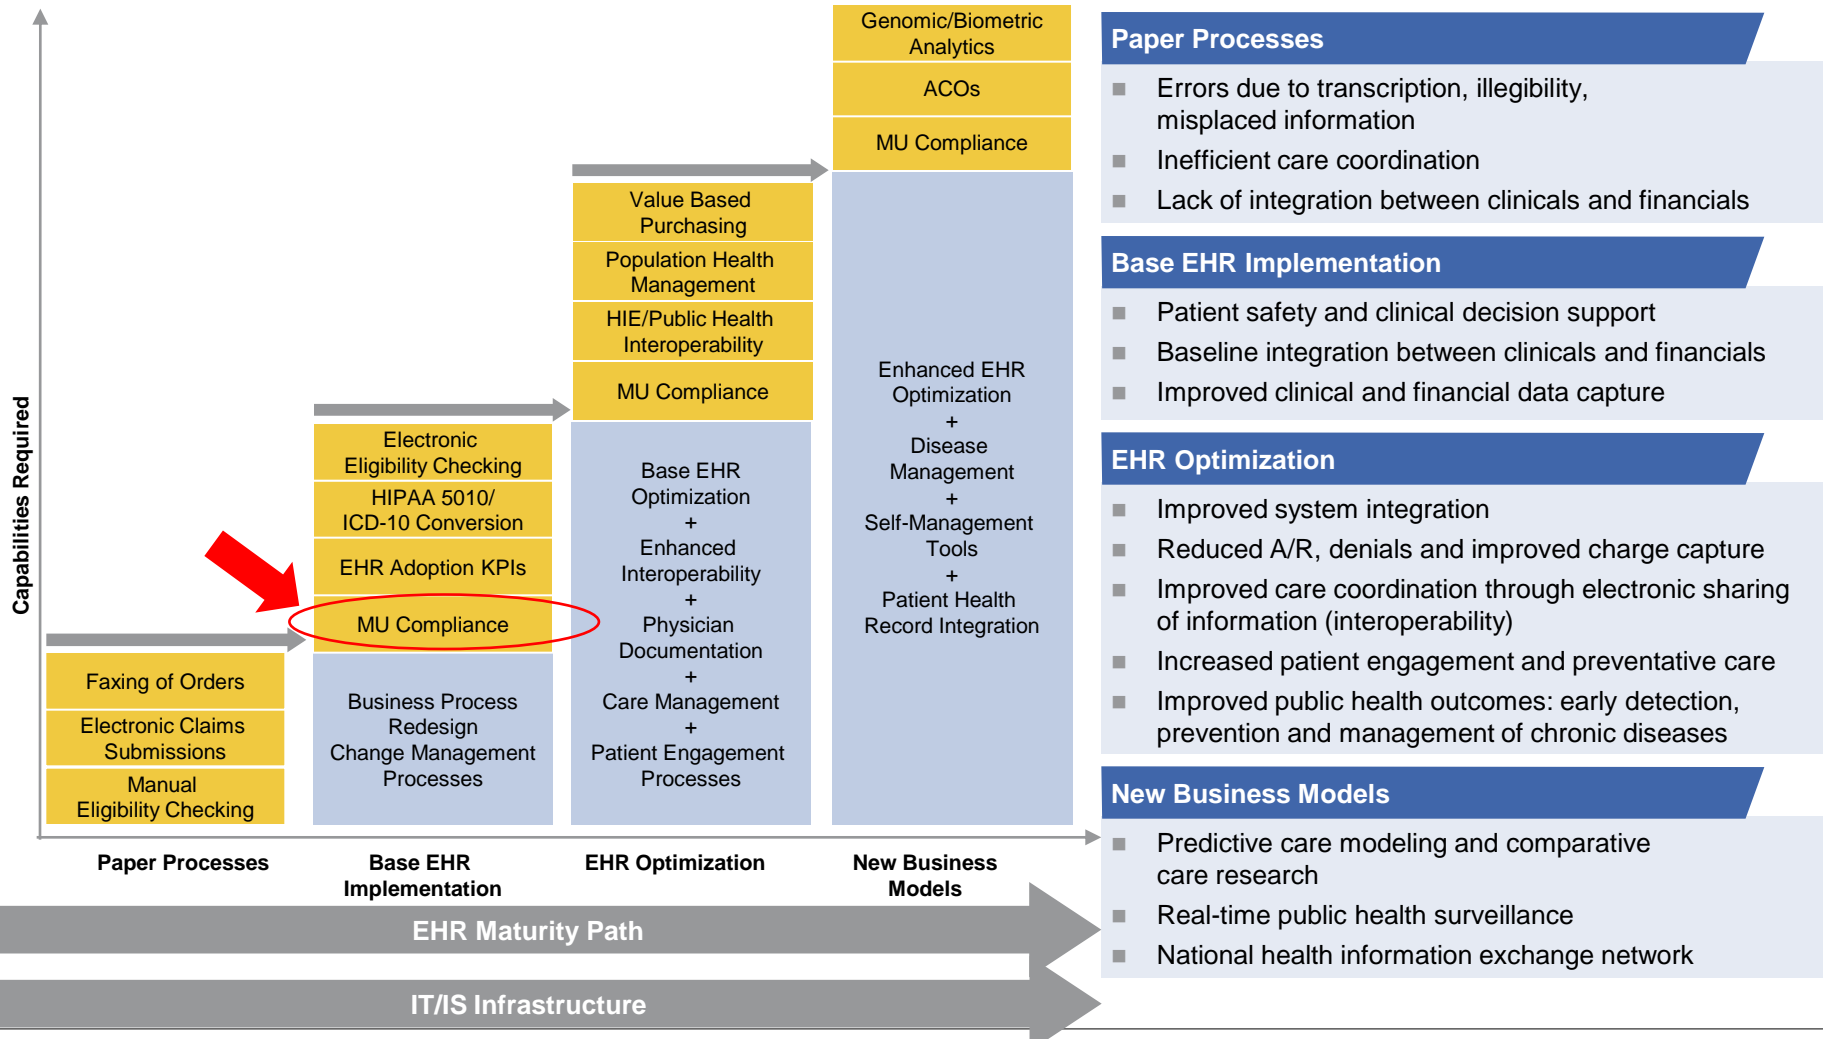 Capabilities Required
Faxing of Orders
Electronic Claims
Submissions
Manual
Eligibility Checking
Electronic
Eligibility Checking
HIPAA 5010/
ICD-10 Conversion
EHR Adoption KPIs
MU Compliance
Business Process
Redesign
Change Management
Processes
Value Based
Purchasing
Population Health
Management
HIE/Public Health
Interoperability
MU Compliance
Base EHR
Optimization
+
Enhanced
Interoperability
+
Physician
Documentation
+
Care Management
+
Patient Engagement
Processes
Genomic/Biometric
Analytics
ACOs
MU Compliance
Enhanced EHR
Optimization
+
Disease
Management
+
Self-Management
Tools
+
Patient Health
Record Integration
Paper Processes
Base EHR
Implementation
EHR Optimization
New Business
Models
EHR Maturity Path
IT/IS Infrastructure
Paper Processes
Errors due to transcription, illegibility,
misplaced information
Inefficient care coordination
Lack of integration between clinicals and financials
Base EHR Implementation
Patient safety and clinical decision support
Baseline integration between clinicals and financials
Improved clinical and financial data capture
EHR Optimization
Improved system integration
Reduced A/R, denials and improved charge capture
Improved care coordination through electronic sharing
of information (interoperability)
Increased patient engagement and preventative care
Improved public health outcomes: early detection,
prevention and management of chronic diseases
New Business Models
Predictive care modeling and comparative
care research
Real-time public health surveillance
National health information exchange network